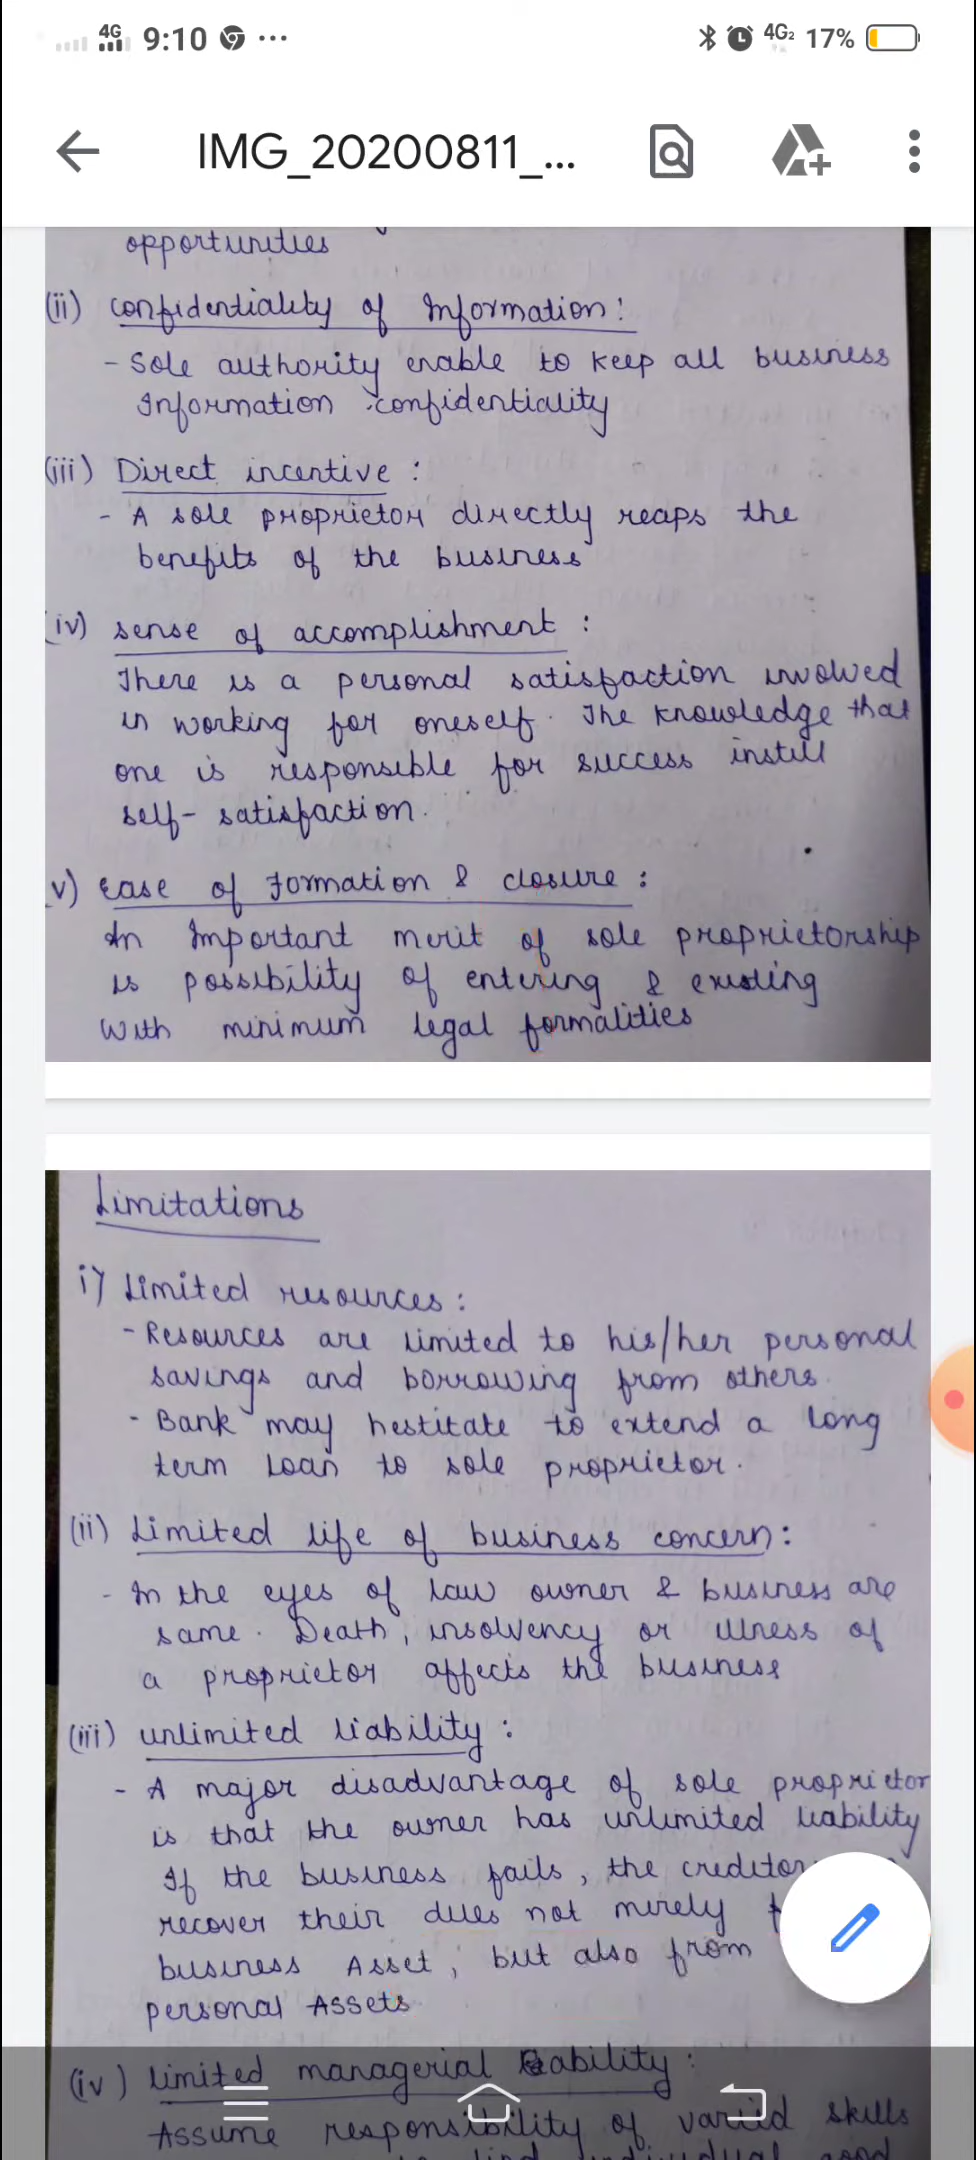 4G 9:10 ...
4G2 17%
IMG_20200811_...
opportunities
(ii) confidentiality of Information:
- Sole authority enable to keep all business
Information confidentiality
(iii) Direct incentive :
- A sole proprietor directly reaps the
benefits of the business
(iv) sense of accomplishment :
There is a personal satisfaction involved
in working for oneself. The knowledge that
one is responsible for success instill
self- satisfaction.
v) ease of formation & closure :
An Important merit of sole proprietorship
is possibility of entering & existing
with minimum legal formalities
Limitations
i) Limited resources :
- Resources are limited to his/her personal
savings and borrowing from others.
- Bank may hestitate to extend a long
term loan to sole proprietor.
(ii) Limited life of business concern :
- In the eyes of law owner & business are
same. Death, insolvency or illness of
a proprietor affects the business
(iii) unlimited liability :
- A major disadvantage of sole proprietor
is that the owner has unlimited liability
If the business fails, the creditor
recover their dues not merely
business Asset, but also from
personal Assets.
(iv) limited managerial ability :
Assume responsibility of varied skills
individual good